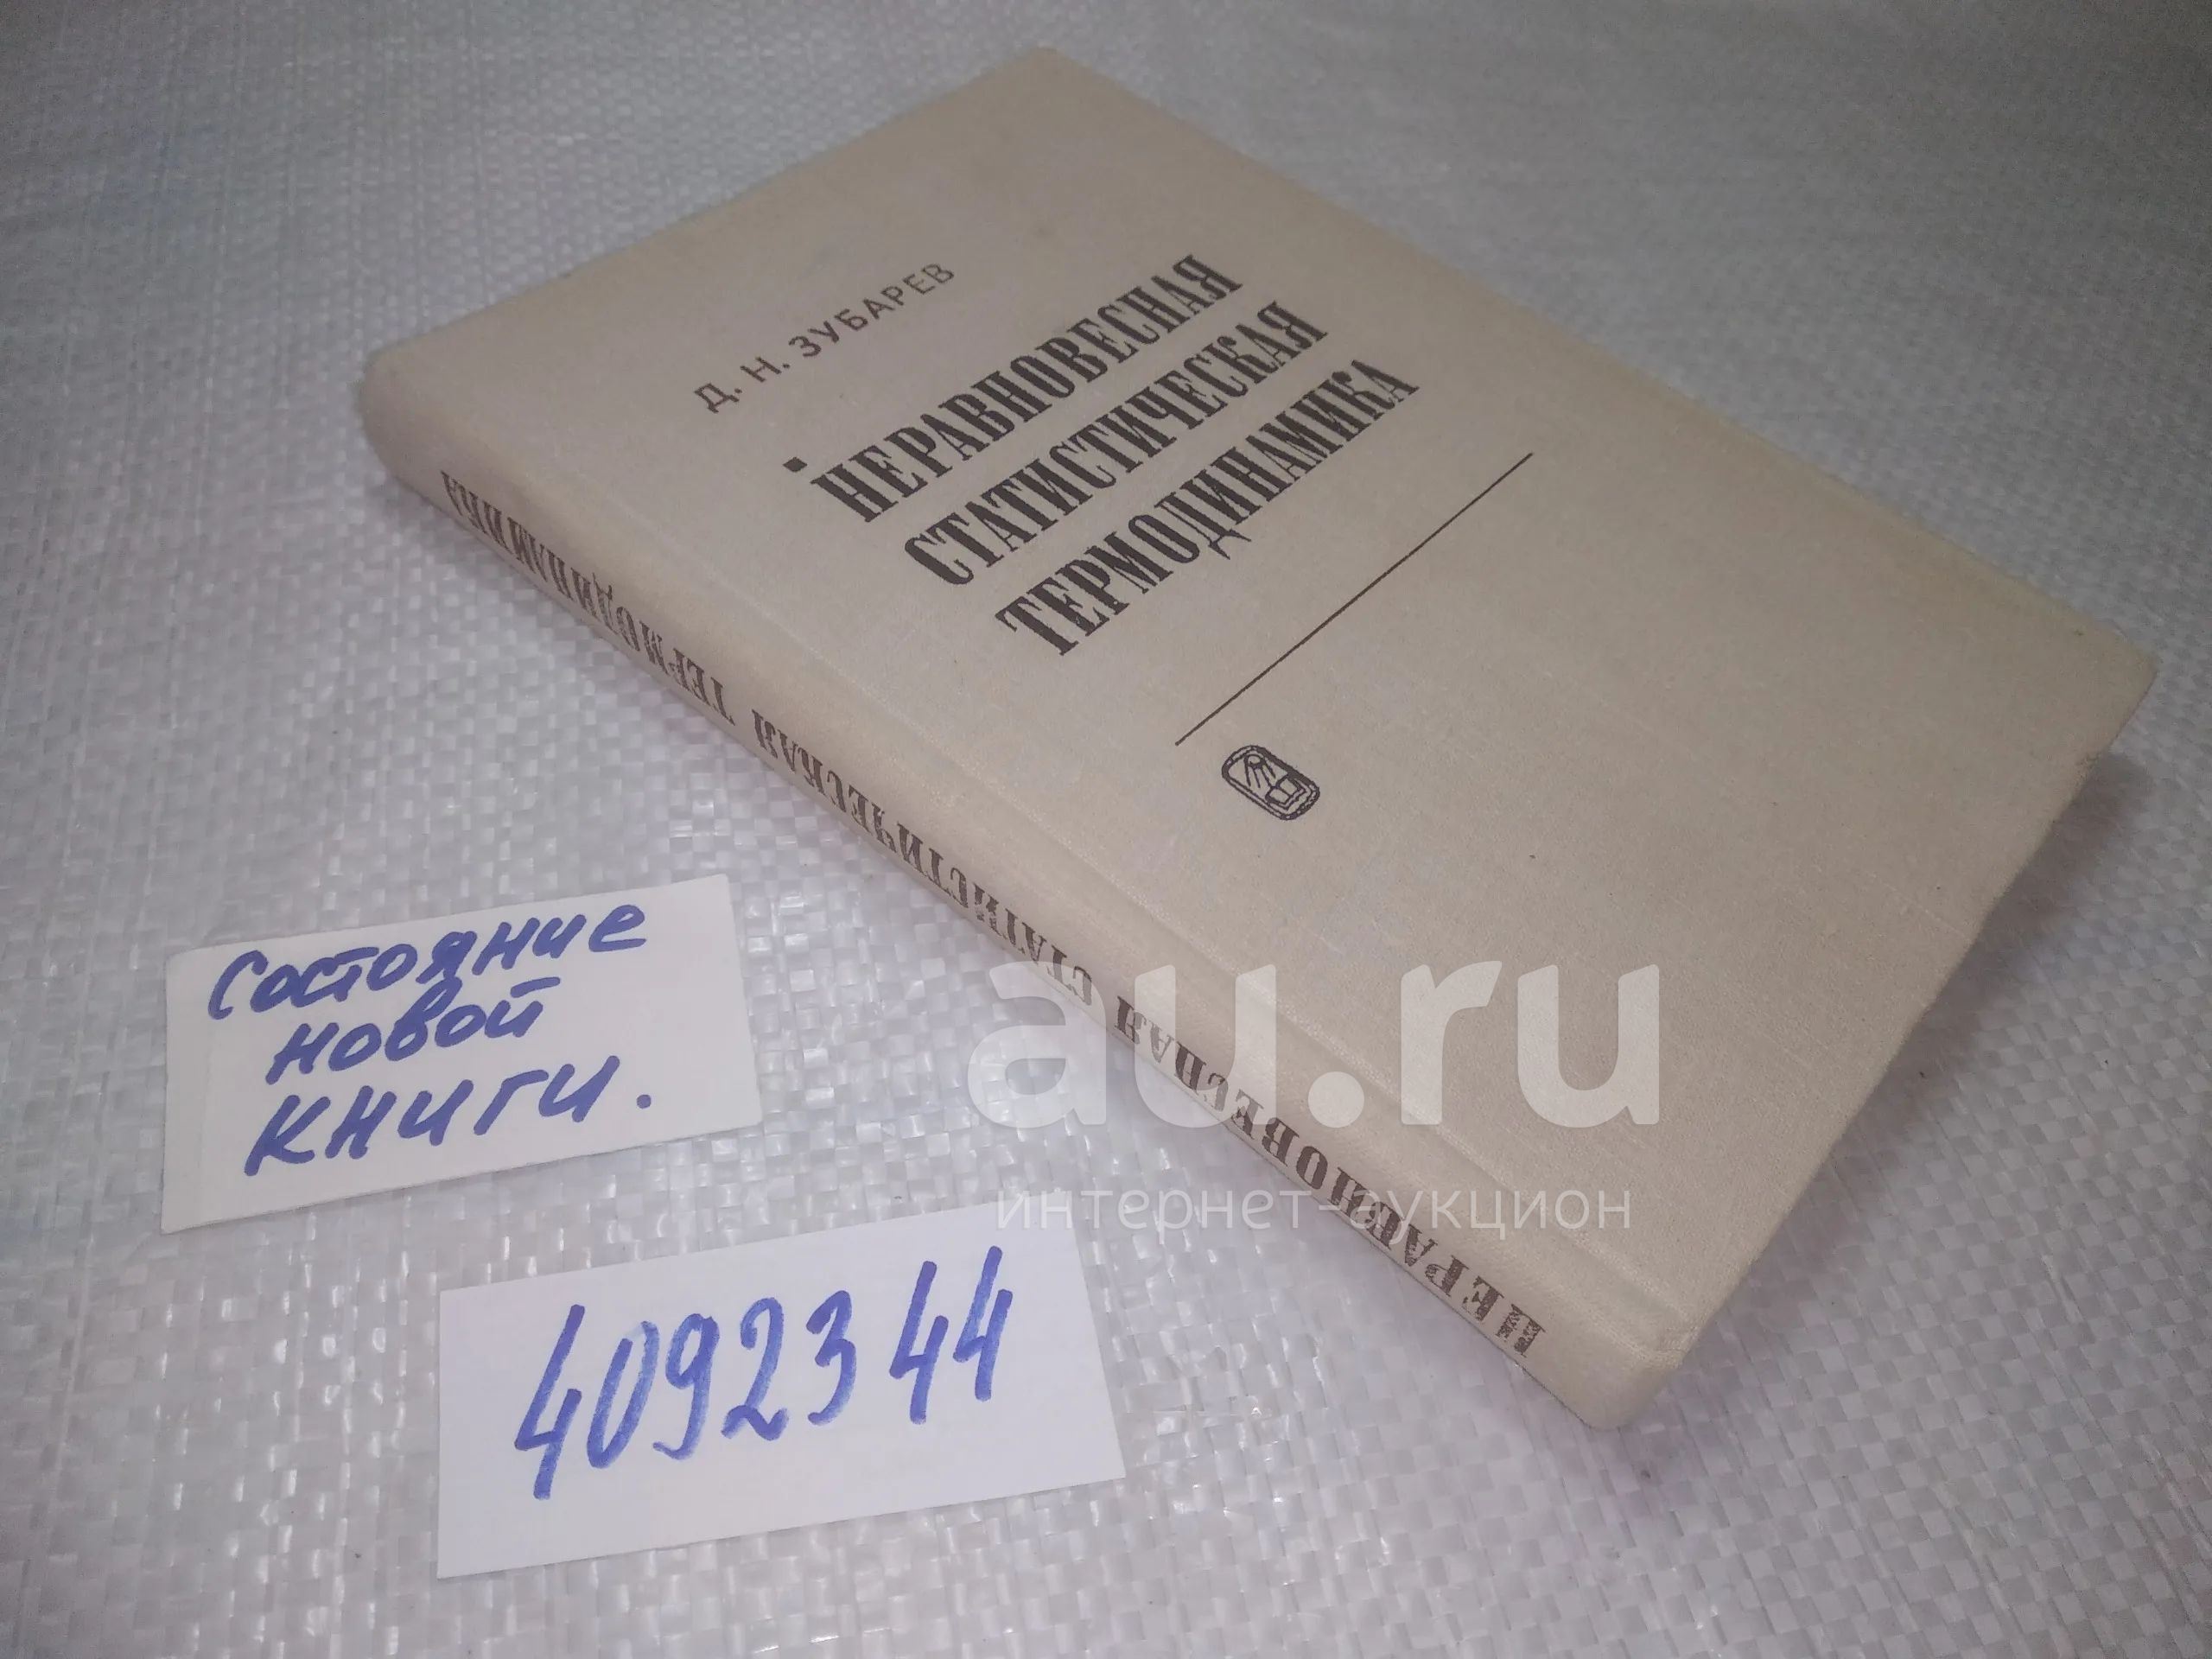 Д. Н. ЗУБАРЕВ
НЕРАВНОВЕСНАЯ
СТАТИСТИЧЕСКАЯ
ТЕРМОДИНАМИКА
НЕРАВНОВЕСНАЯ СТАТИСТИЧЕСКАЯ ТЕРМОДИНАМИКА
Состояние
новой
книги.
4092344
au.ru
интернет-аукцион